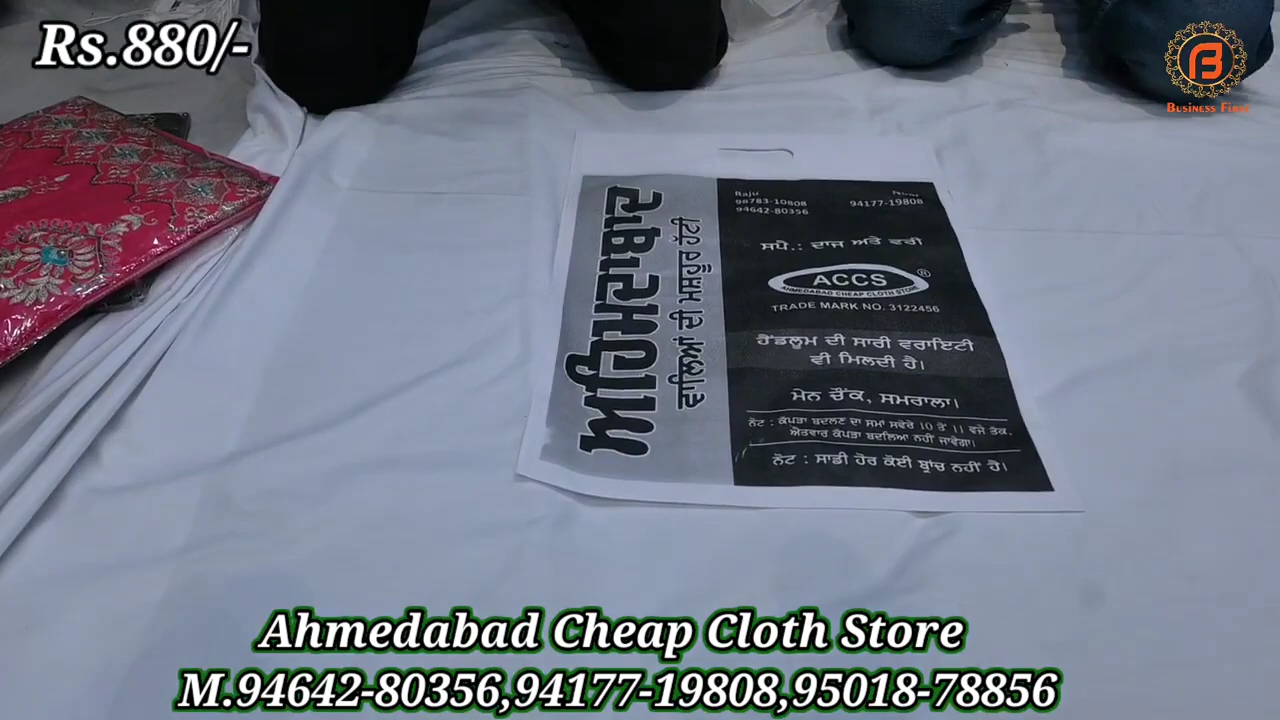 Rs.880/-
BUSINESS FIRST
ਅਹਿਮਦਾਬਾਦ
ਵਾਲਿਆਂ ਦੀ ਮਸ਼ਹੂਰ ਹੱਟੀ
Raju
98783-10808
94642-80356
94177-19808
ਸਪੈ.: ਦਾਜ ਅਤੇ ਵਰੀ
ACCS®
AHMEDABAD CHEAP CLOTH STORE
TRADE MARK NO. 3122456
ਹੈਂਡਲੂਮ ਦੀ ਸਾਰੀ ਵਰਾਇਟੀ
ਵੀ ਮਿਲਦੀ ਹੈ।
ਮੇਨ ਚੌਂਕ, ਸਮਰਾਲਾ।
ਨੋਟ : ਕੱਪੜਾ ਬਦਲਣ ਦਾ ਸਮਾਂ ਸਵੇਰੇ 10 ਤੋਂ 11 ਵਜੇ ਤੱਕ,
ਐਤਵਾਰ ਕੱਪੜਾ ਬਦਲਿਆ ਨਹੀਂ ਜਾਵੇਗਾ।
ਨੋਟ : ਸਾਡੀ ਹੋਰ ਕੋਈ ਬ੍ਰਾਂਚ ਨਹੀਂ ਹੈ।
Ahmedabad Cheap Cloth Store
M.94642-80356,94177-19808,95018-78856